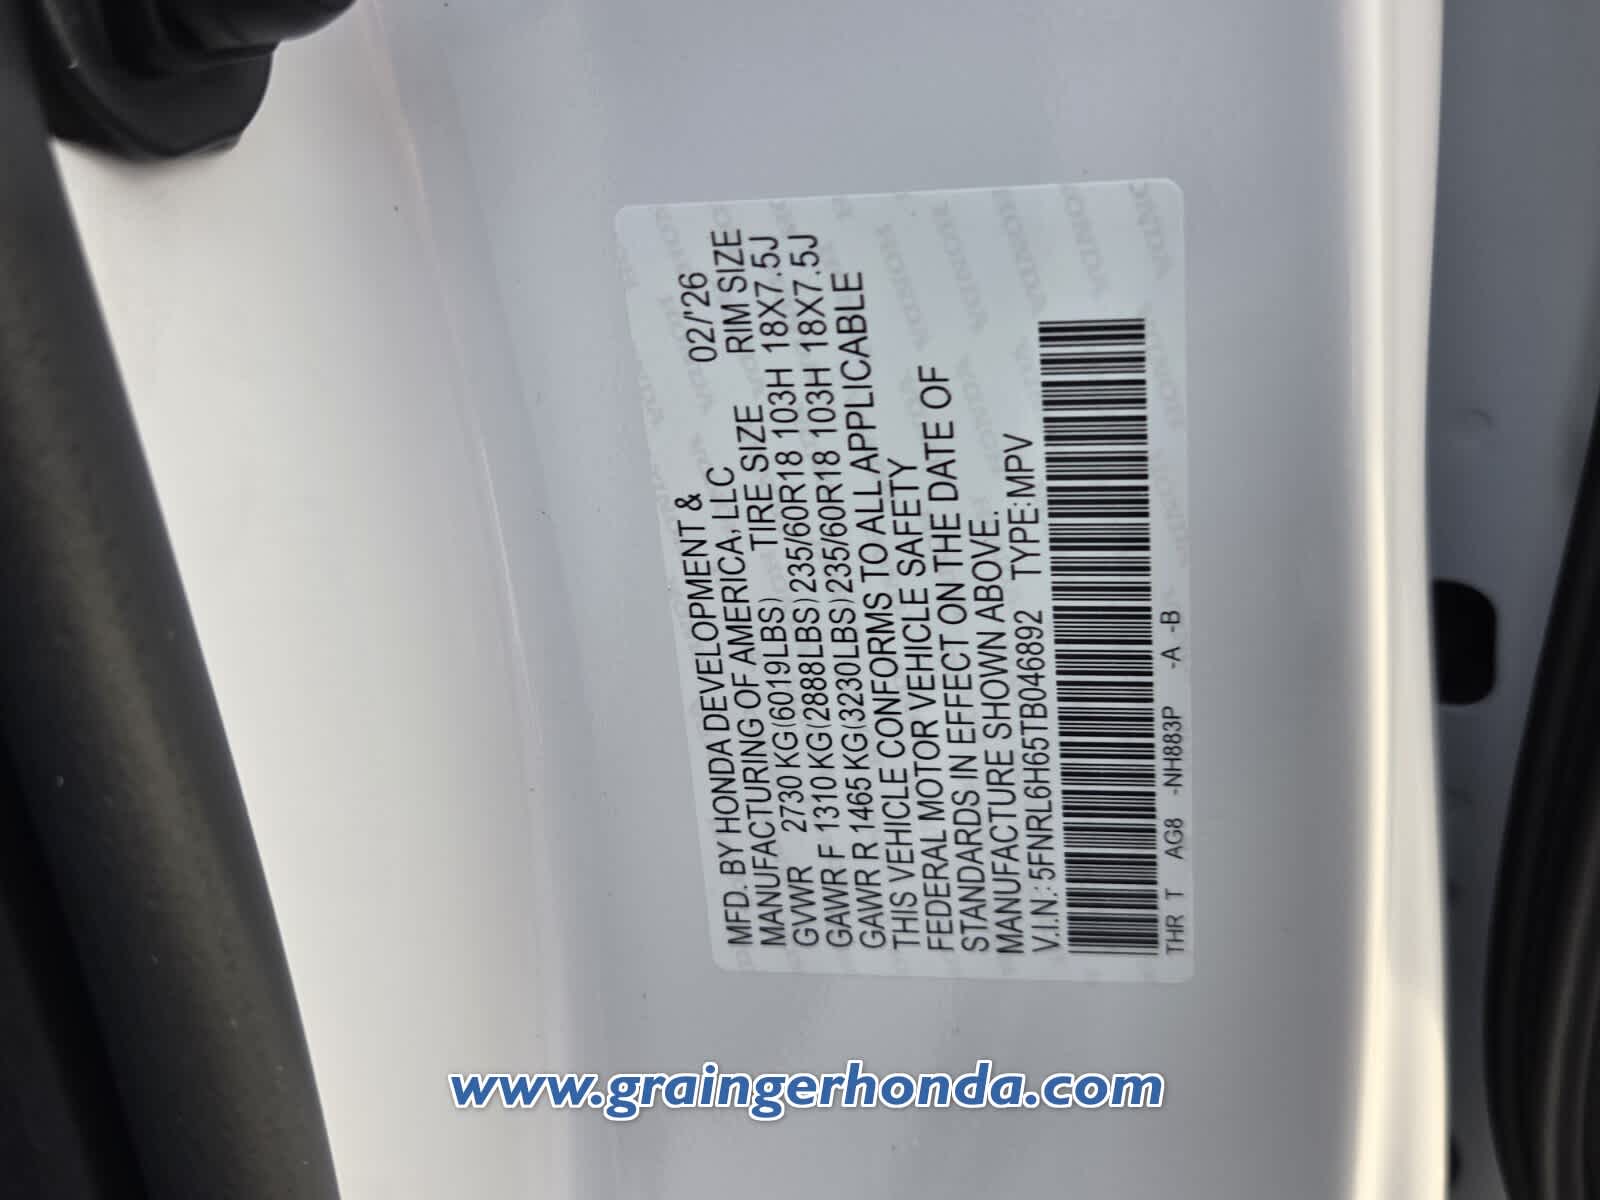 MFD. BY HONDA DEVELOPMENT &
MANUFACTURING OF AMERICA, LLC 02/'26
GVWR 2730 KG(6019LBS) TIRE SIZE RIM SIZE
GAWR F 1310 KG(2888LBS) 235/60R18 103H 18X7.5J
GAWR R 1465 KG(3230LBS) 235/60R18 103H 18X7.5J
THIS VEHICLE CONFORMS TO ALL APPLICABLE
FEDERAL MOTOR VEHICLE SAFETY
STANDARDS IN EFFECT ON THE DATE OF
MANUFACTURE SHOWN ABOVE.
V.I.N.: 5FNRL6H65TB046892 TYPE:MPV
THR T AG8 -NH883P -A -B
www.graingerhonda.com